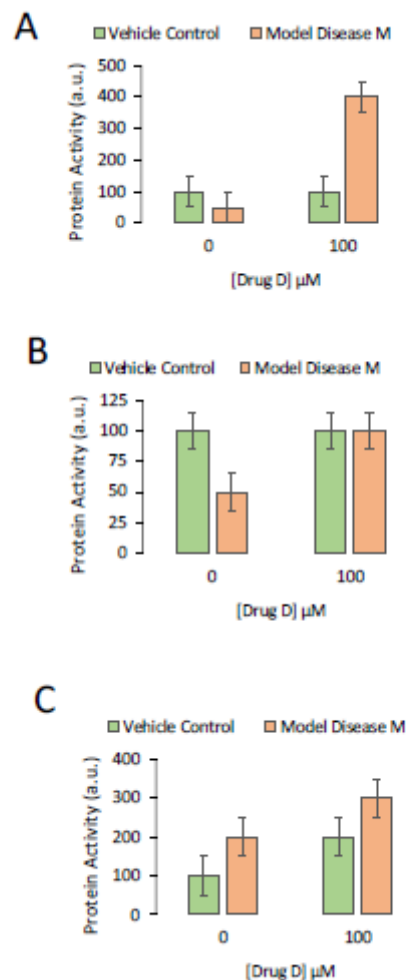 A
Vehicle Control Model Disease M
Protein Activity (a.u.)
500
400
300
200
100
0
0 100
[Drug D] µM
B
Vehicle Control Model Disease M
Protein Activity (a.u.)
125
100
75
50
25
0
0 100
[Drug D] µM
C
Vehicle Control Model Disease M
Protein Activity (a.u.)
400
300
200
100
0
0 100
[Drug D] µM